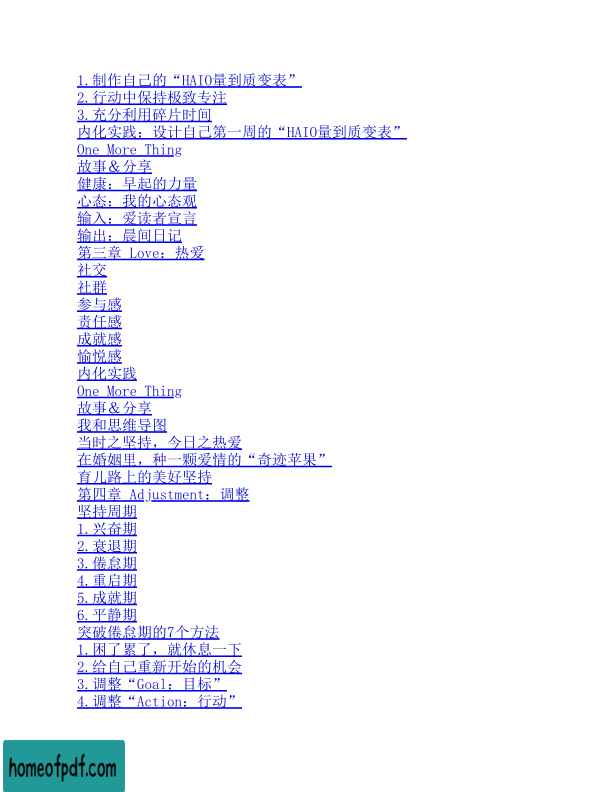 1.制作自己的“HAIO量到质变表”
2.行动中保持极致专注
3.充分利用碎片时间
内化实践：设计自己第一周的“HAIO量到质变表”
One More Thing
故事＆分享
健康：早起的力量
心态：我的心态观
输入：爱读者宣言
输出：晨间日记
第三章 Love：热爱
社交
社群
参与感
责任感
成就感
愉悦感
内化实践
One More Thing
故事＆分享
我和思维导图
当时之坚持，今日之热爱
在婚姻里，种一颗爱情的“奇迹苹果”
育儿路上的美好坚持
第四章 Adjustment：调整
坚持周期
1.兴奋期
2.衰退期
3.倦怠期
4.重启期
5.成就期
6.平静期
突破倦怠期的7个方法
1.困了累了，就休息一下
2.给自己重新开始的机会
3.调整“Goal：目标”
4.调整“Action：行动”
homeofpdf.com